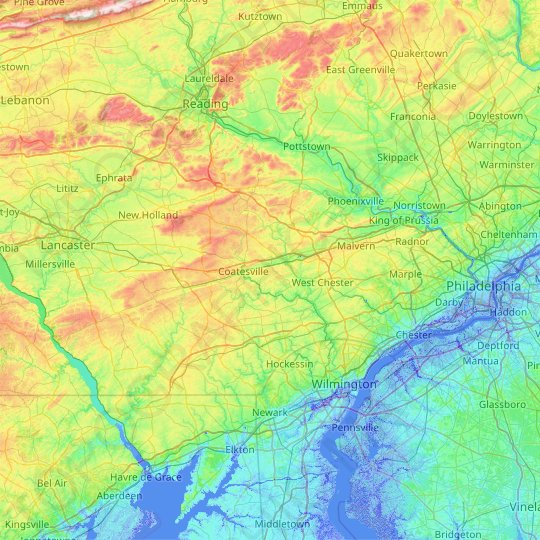 Pine Grove
Hamburg
Kutztown
Emmaus
Quakertown
Laureldale
East Greenville
Perkasie
Lebanon
Reading
Franconia
Doylestown
Pottstown
Warrington
Skippack
Warminster
Ephrata
Lititz
Phoenixville
Norristown
Abington
New Holland
King of Prussia
Cheltenham
Lancaster
Malvern
Radnor
Millersville
Coatesville
Marple
West Chester
Philadelphia
Darby
Haddon
Chester
Deptford
Mantua
Hockessin
Wilmington
Glassboro
Newark
Pennsville
Elkton
Havre de Grace
Bel Air
Aberdeen
Vinela
Kingsville
Middletown
Bridgeton